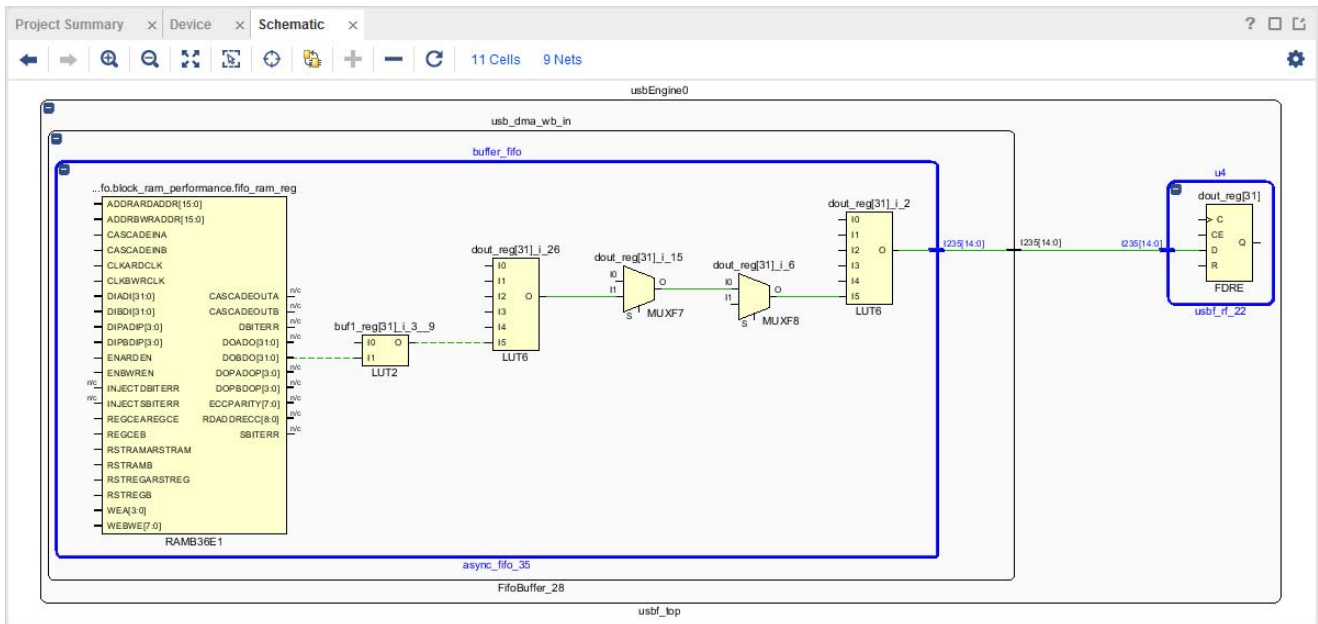 Project Summary × Device × Schematic ×
11 Cells 9 Nets
usbEngine0
usb_dma_wb_in
buffer_fifo
...fo.block_ram_performance.fifo_ram_reg
ADDRARDADDR[15:0]
ADDRBWRADDR[15:0]
CASCADEINA
CASCADEINB
CLKARDCLK
CLKBWRCLK
DIADI[31:0]
DIBDI[31:0]
DIPADIP[3:0]
DIPBDIP[3:0]
ENARDEN
ENBWREN
n/c INJECTDBITERR
n/c INJECTSBITERR
REGCEAREGCE
REGCEB
RSTRAMARSTRAM
RSTRAMB
RSTREGARSTREG
RSTREGB
WEA[3:0]
WEBWE[7:0]
CASCADEOUTA n/c
CASCADEOUTB n/c
DBITERR n/c
DOADO[31:0] n/c
DOBDO[31:0]
DOPADOP[3:0] n/c
DOPBDOP[3:0] n/c
ECCPARITY[7:0] n/c
RDADDRECC[8:0] n/c
SBITERR n/c
RAMB36E1
buf1_reg[31]_i_3__9
I0 O
I1
LUT2
dout_reg[31]_i_26
I0
I1
I2 O
I3
I4
I5
LUT6
dout_reg[31]_i_15
I0
I1 O
S MUXF7
dout_reg[31]_i_6
I0
I1 O
S MUXF8
dout_reg[31]_i_2
I0
I1
I2 O
I3
I4
I5
LUT6
I235[14:0] I235[14:0] I235[14:0]
u4
dout_reg[31]
C
CE
D Q
R
FDRE
usbf_rf_22
async_fifo_35
FifoBuffer_28
usbf_top